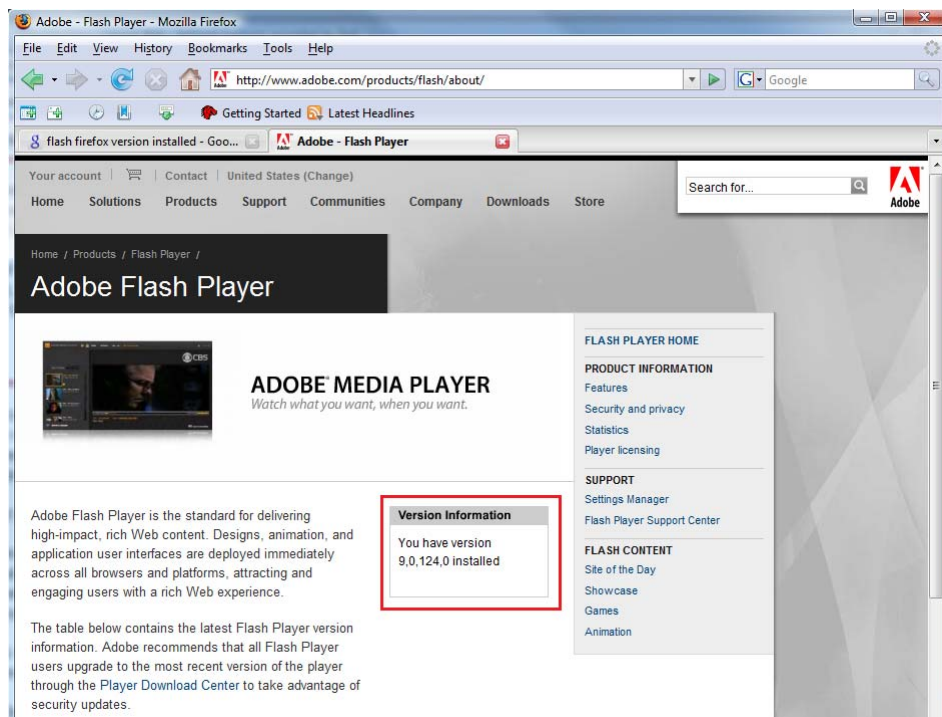 Adobe - Flash Player - Mozilla Firefox
File Edit View History Bookmarks Tools Help
http://www.adobe.com/products/flash/about/
G Google
Getting Started Latest Headlines
flash firefox version installed - Goo... Adobe - Flash Player
Your account | Contact | United States (Change)
Search for...
Adobe
Home Solutions Products Support Communities Company Downloads Store
Home / Products / Flash Player /
Adobe Flash Player
CBS
ADOBE® MEDIA PLAYER
Watch what you want, when you want.
FLASH PLAYER HOME
PRODUCT INFORMATION
Features
Security and privacy
Statistics
Player licensing
SUPPORT
Settings Manager
Flash Player Support Center
FLASH CONTENT
Site of the Day
Showcase
Games
Animation
Adobe Flash Player is the standard for delivering
high-impact, rich Web content. Designs, animation, and
application user interfaces are deployed immediately
across all browsers and platforms, attracting and
engaging users with a rich Web experience.
Version Information
You have version
9,0,124,0 installed
The table below contains the latest Flash Player version
information. Adobe recommends that all Flash Player
users upgrade to the most recent version of the player
through the Player Download Center to take advantage of
security updates.